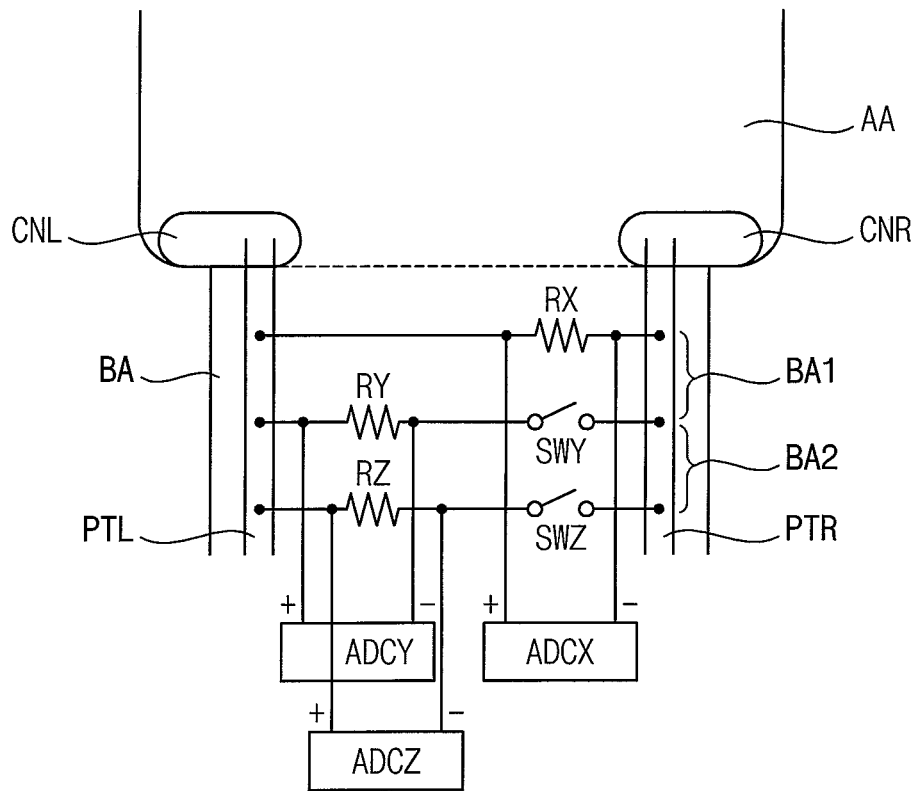 AA
CNL
CNR
RX
BA
BA1
RY
SWY
BA2
RZ
SWZ
PTL
PTR
+ - + -
ADCY
ADCX
+ -
ADCZ